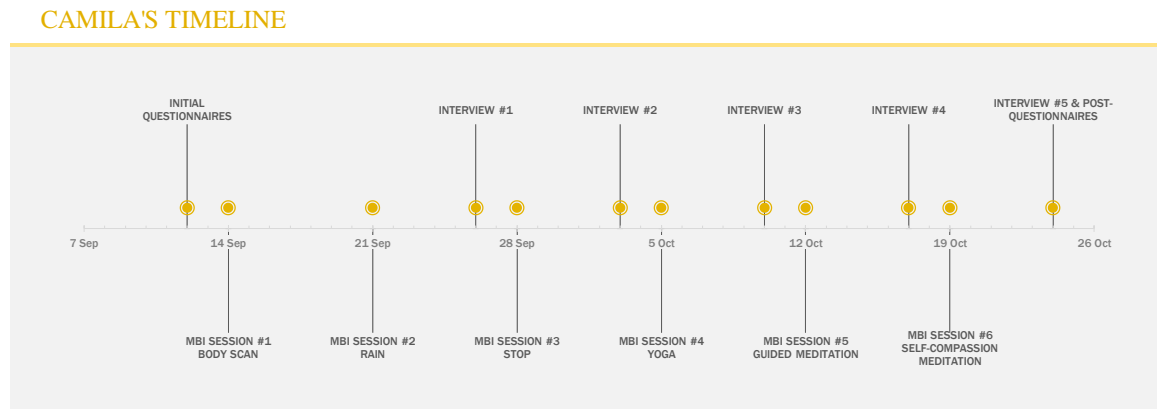 CAMILA'S TIMELINE
INITIAL
QUESTIONNAIRES
INTERVIEW #1
INTERVIEW #2
INTERVIEW #3
INTERVIEW #4
INTERVIEW #5 & POST-
QUESTIONNAIRES
7 Sep
14 Sep
21 Sep
28 Sep
5 Oct
12 Oct
19 Oct
26 Oct
MBI SESSION #1
BODY SCAN
MBI SESSION #2
RAIN
MBI SESSION #3
STOP
MBI SESSION #4
YOGA
MBI SESSION #5
GUIDED MEDITATION
MBI SESSION #6
SELF-COMPASSION
MEDITATION